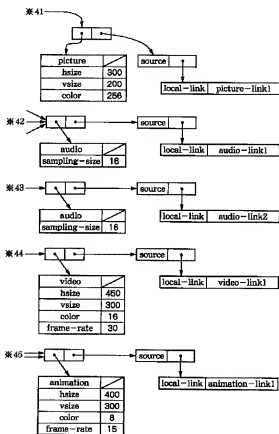 ※41
picture
hsize 300
vsize 200
color 256
source
local-link picture-link1
※42
audio
sampling-size 16
source
local-link audio-link1
※43
audio
sampling-size 16
source
local-link audio-link2
※44
video
hsize 450
vsize 300
color 16
frame-rate 30
source
local-link video-link1
※45
animation
hsize 400
vsize 300
color 8
frame-rate 15
source
local-link animation-link1